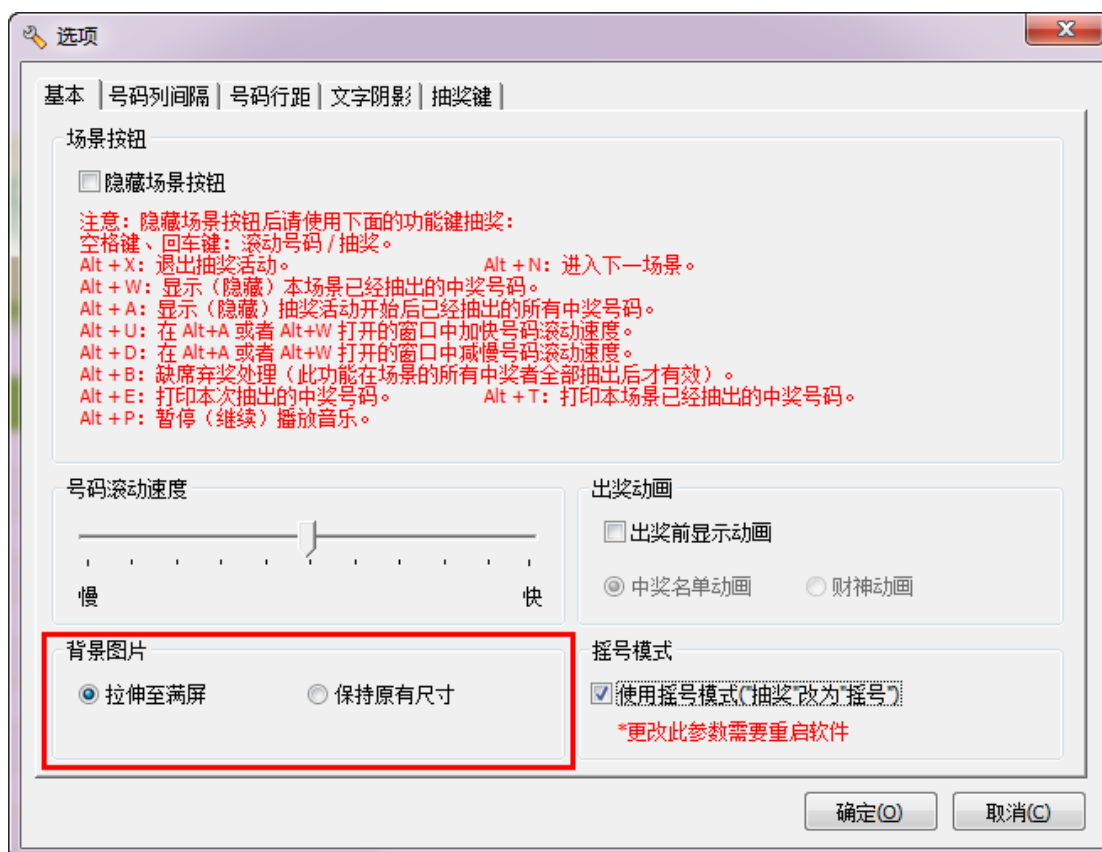 选项
基本 号码列间隔 号码行距 文字阴影 抽奖键
场景按钮
隐藏场景按钮
注意：隐藏场景按钮后请使用下面的功能键抽奖：
空格键、回车键：滚动号码 / 抽奖。
Alt + X：退出抽奖活动。 Alt + N：进入下一场景。
Alt + W：显示（隐藏）本场景已经抽出的中奖号码。
Alt + A：显示（隐藏）抽奖活动开始后已经抽出的所有中奖号码。
Alt + U：在 Alt+A 或者 Alt+W 打开的窗口中加快号码滚动速度。
Alt + D：在 Alt+A 或者 Alt+W 打开的窗口中减慢号码滚动速度。
Alt + B：缺席弃奖处理（此功能在场景的所有中奖者全部抽出后才有效）。
Alt + E：打印本次抽出的中奖号码。 Alt + T：打印本场景已经抽出的中奖号码。
Alt + P：暂停（继续）播放音乐。
号码滚动速度
慢 快
出奖动画
出奖前显示动画
中奖名单动画 财神动画
背景图片
拉伸至满屏 保持原有尺寸
摇号模式
使用摇号模式("抽奖"改为"摇号")
*更改此参数需要重启软件
确定(O) 取消(C)